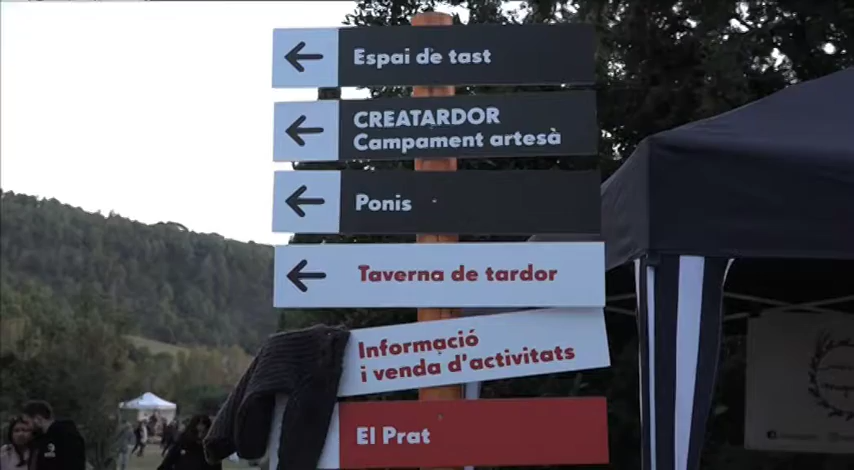 Espai de tast
CREATARDOR
Campament artesà
Ponis
Taverna de tardor
Informació
i venda d'activitats
El Prat